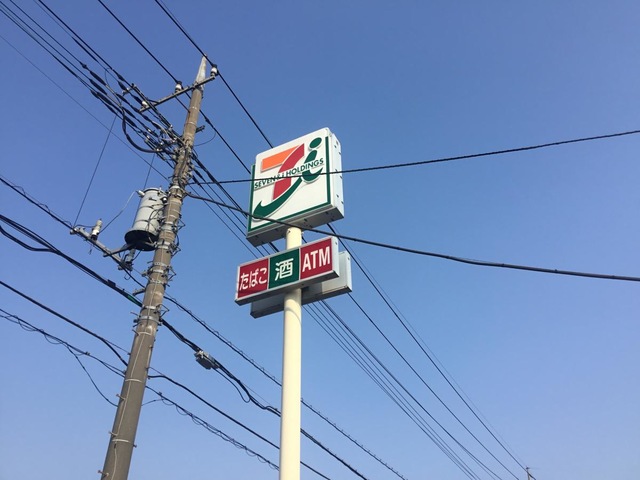 7i
SEVEN & i HOLDINGS
たばこ 酒 ATM